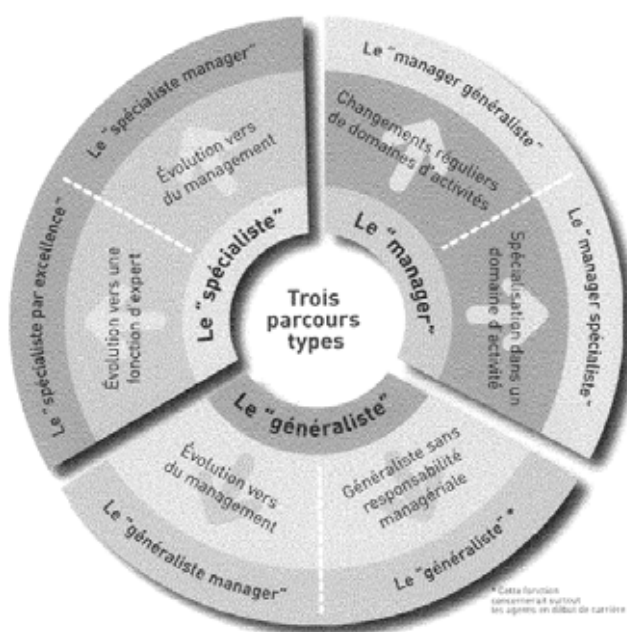 Trois
parcours
types
Le "spécialiste"
Évolution vers
du management
Le "spécialiste manager"
Évolution vers une
fonction d'expert
Le "spécialiste par excellence"
Le "manager"
Changements réguliers
de domaines d'activités
Le "manager généraliste"
Spécialisation dans un
domaine d'activité
Le "manager spécialiste"
Le "généraliste"
Évolution vers
du management
Le "généraliste manager"
Généraliste sans
responsabilité
managériale
Le "généraliste" *
* Cette fonction
concernerait surtout
les agents en début de carrière